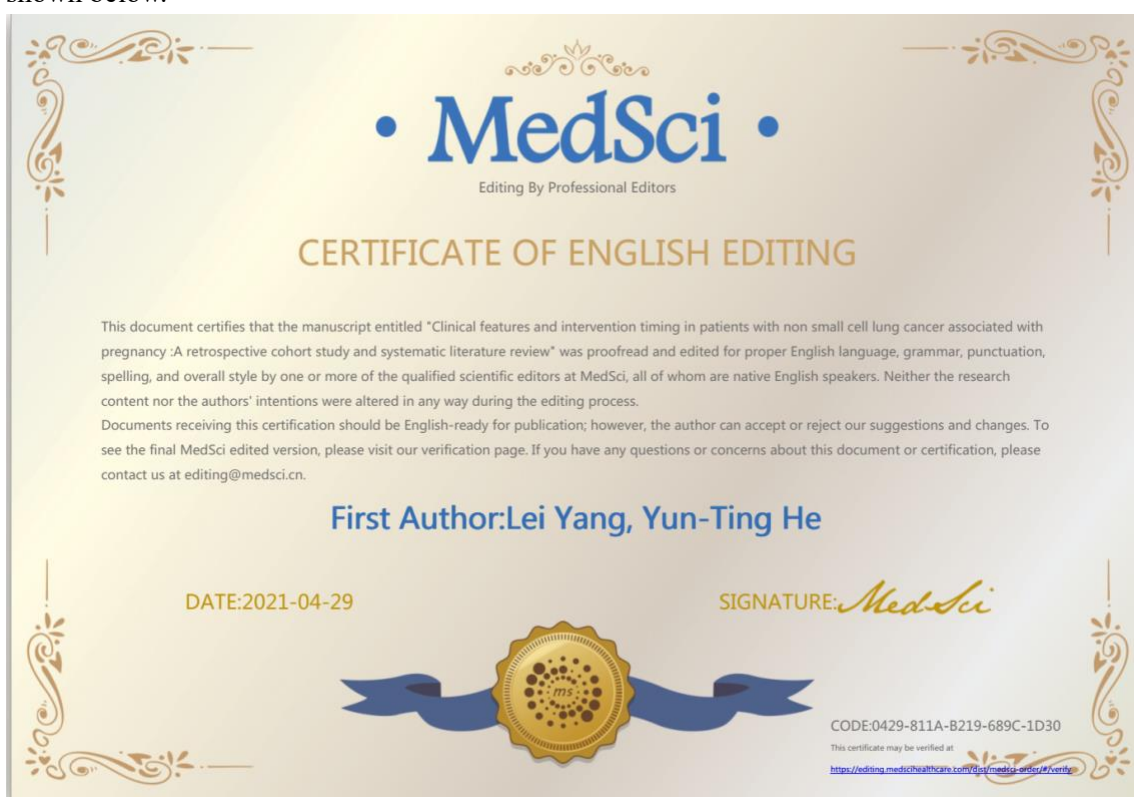 shown below.
• MedSci •
Editing By Professional Editors
CERTIFICATE OF ENGLISH EDITING
This document certifies that the manuscript entitled "Clinical features and intervention timing in patients with non small cell lung cancer associated with
pregnancy :A retrospective cohort study and systematic literature review" was proofread and edited for proper English language, grammar, punctuation,
spelling, and overall style by one or more of the qualified scientific editors at MedSci, all of whom are native English speakers. Neither the research
content nor the authors' intentions were altered in any way during the editing process.
Documents receiving this certification should be English-ready for publication; however, the author can accept or reject our suggestions and changes. To
see the final MedSci edited version, please visit our verification page. If you have any questions or concerns about this document or certification, please
contact us at editing@medsci.cn.
First Author:Lei Yang, Yun-Ting He
DATE:2021-04-29
SIGNATURE:MedSci
ms
CODE:0429-811A-B219-689C-1D30
This certificate may be verified at
https://editing.medscihealthcare.com/dist/medsci-order/#/verify